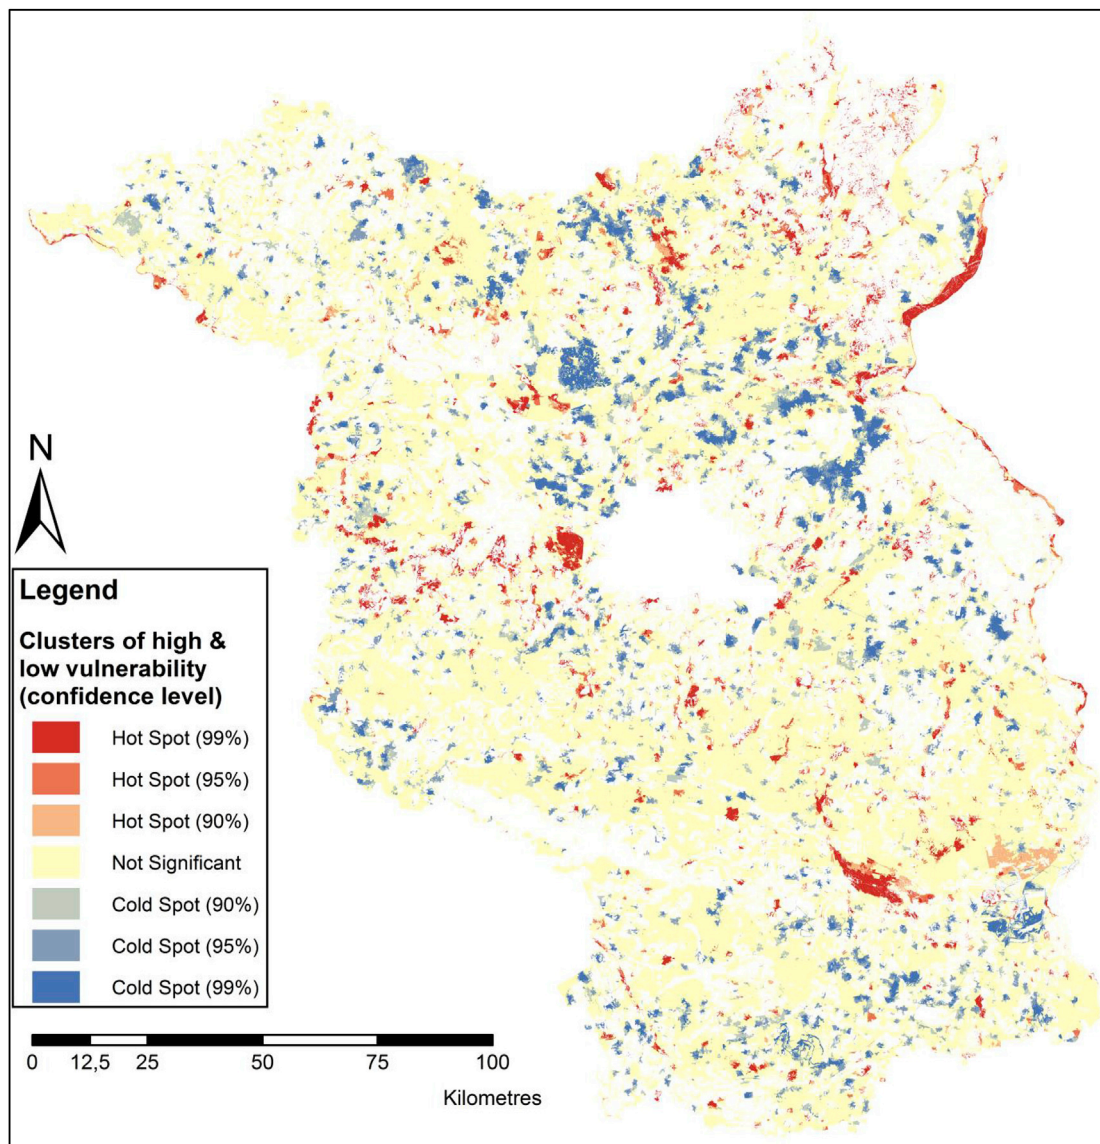 N
Legend
Clusters of high &
low vulnerability
(confidence level)
Hot Spot (99%)
Hot Spot (95%)
Hot Spot (90%)
Not Significant
Cold Spot (90%)
Cold Spot (95%)
Cold Spot (99%)
0 12,5 25 50 75 100
Kilometres